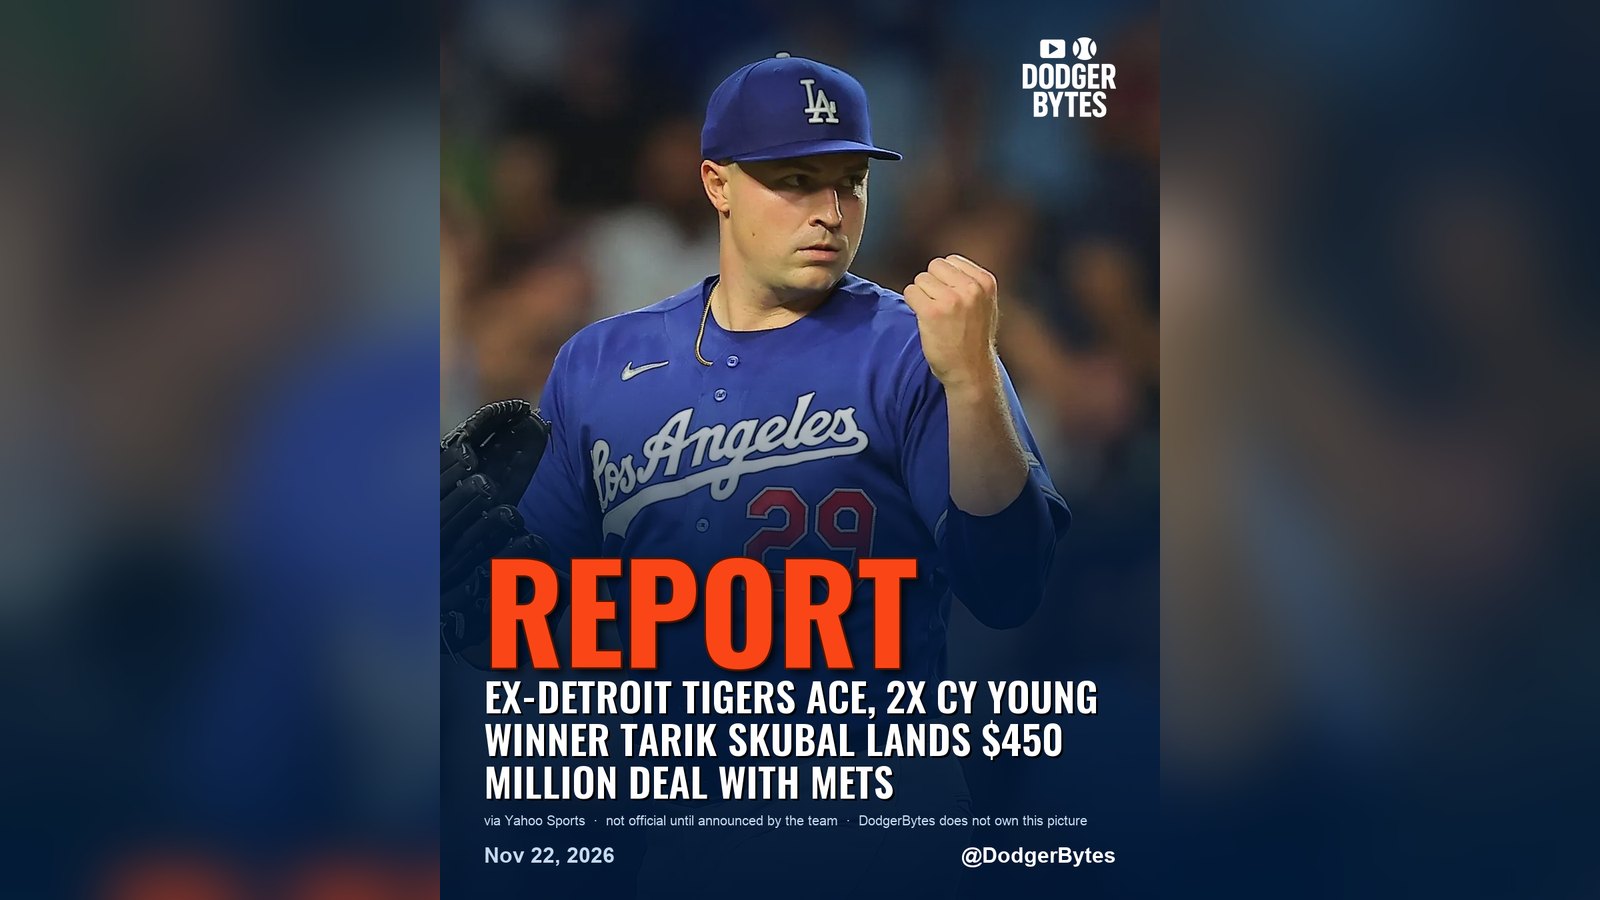 DODGER
BYTES
LA
Los Angeles
29
REPORT
EX-DETROIT TIGERS ACE, 2X CY YOUNG
WINNER TARIK SKUBAL LANDS $450
MILLION DEAL WITH METS
via Yahoo Sports · not official until announced by the team · DodgerBytes does not own this picture
Nov 22, 2026
@DodgerBytes